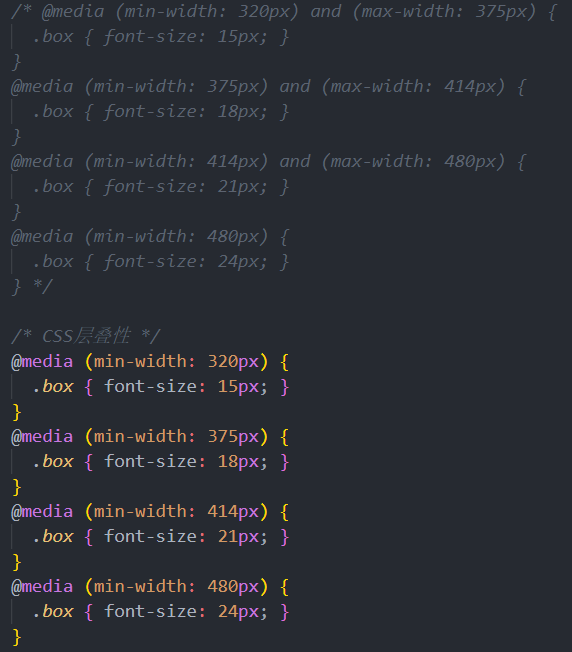 /* @media (min-width: 320px) and (max-width: 375px) {
  .box { font-size: 15px; }
}
@media (min-width: 375px) and (max-width: 414px) {
  .box { font-size: 18px; }
}
@media (min-width: 414px) and (max-width: 480px) {
  .box { font-size: 21px; }
}
@media (min-width: 480px) {
  .box { font-size: 24px; }
} */

/* CSS层叠性 */
@media (min-width: 320px) {
  .box { font-size: 15px; }
}
@media (min-width: 375px) {
  .box { font-size: 18px; }
}
@media (min-width: 414px) {
  .box { font-size: 21px; }
}
@media (min-width: 480px) {
  .box { font-size: 24px; }
}